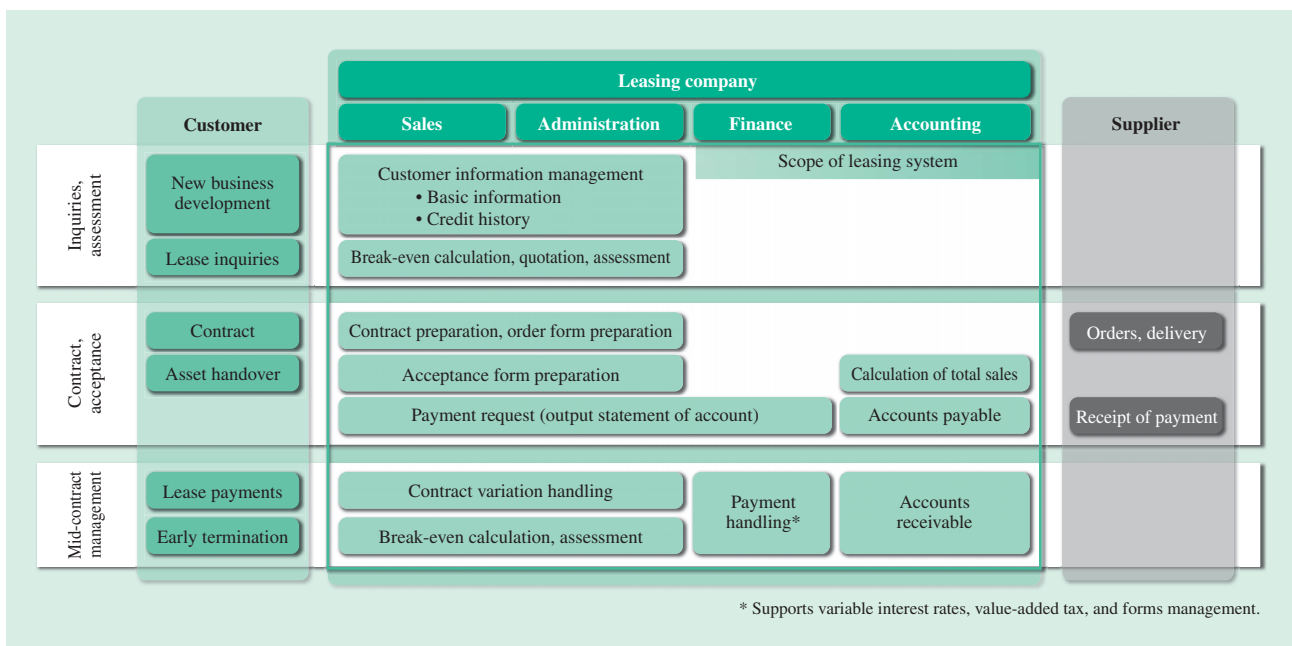 Leasing company
Customer
Sales
Administration
Finance
Accounting
Supplier
Inquiries,
assessment
New business
development
Customer information management
• Basic information
• Credit history
Scope of leasing system
Lease inquiries
Break-even calculation, quotation, assessment
Contract,
acceptance
Contract
Contract preparation, order form preparation
Orders, delivery
Asset handover
Acceptance form preparation
Calculation of total sales
Payment request (output statement of account)
Accounts payable
Receipt of payment
Mid-contract
management
Lease payments
Contract variation handling
Payment
handling*
Accounts
receivable
Early termination
Break-even calculation, assessment
* Supports variable interest rates, value-added tax, and forms management.